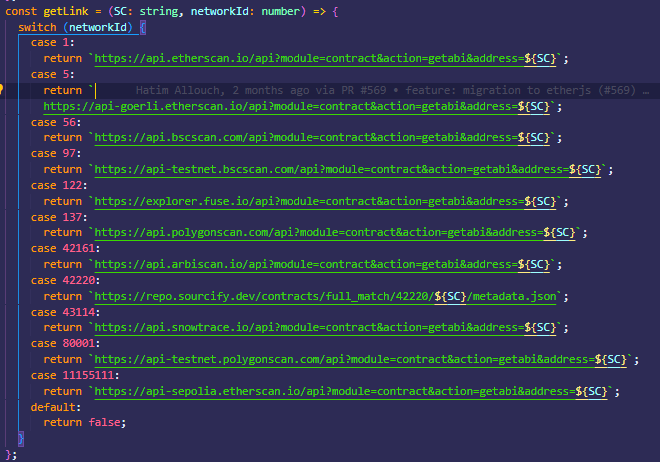 const getLink = (SC: string, networkId: number) => {
switch (networkId) {
case 1:
return `https://api.etherscan.io/api?module=contract&action=getabi&address=${SC}`;
case 5:
return ` Hatim Allouch, 2 months ago via PR #569 • feature: migration to etherjs (#569) …
https://api-goerli.etherscan.io/api?module=contract&action=getabi&address=${SC}`;
case 56:
return `https://api.bscscan.com/api?module=contract&action=getabi&address=${SC}`;
case 97:
return `https://api-testnet.bscscan.com/api?module=contract&action=getabi&address=${SC}`;
case 122:
return `https://explorer.fuse.io/api?module=contract&action=getabi&address=${SC}`;
case 137:
return `https://api.polygonscan.com/api?module=contract&action=getabi&address=${SC}`;
case 42161:
return `https://api.arbiscan.io/api?module=contract&action=getabi&address=${SC}`;
case 42220:
return `https://repo.sourcify.dev/contracts/full_match/42220/${SC}/metadata.json`;
case 43114:
return `https://api.snowtrace.io/api?module=contract&action=getabi&address=${SC}`;
case 80001:
return `https://api-testnet.polygonscan.com/api?module=contract&action=getabi&address=${SC}`;
case 11155111:
return `https://api-sepolia.etherscan.io/api?module=contract&action=getabi&address=${SC}`;
default:
return false;
}
};